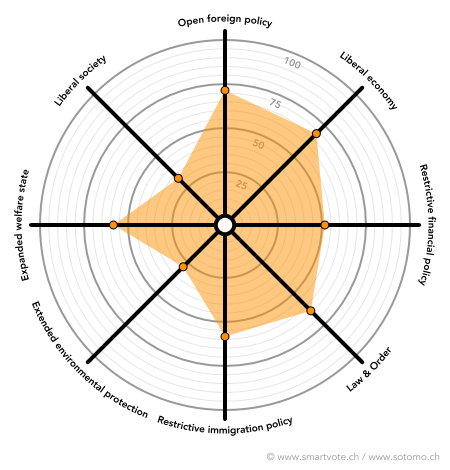 Open foreign policy
Liberal economy
Restrictive financial policy
Law & Order
Restrictive immigration policy
Extended environmental protection
Expanded welfare state
Liberal society
100
75
50
25
© www.smartvote.ch / www.sotomo.ch